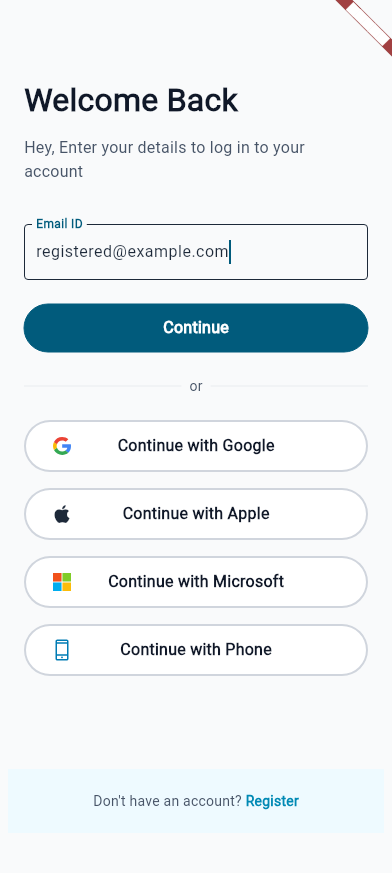 Welcome Back
Hey, Enter your details to log in to your
account
Email ID
registered@example.com
Continue
or
Continue with Google
Continue with Apple
Continue with Microsoft
Continue with Phone
Don't have an account? Register